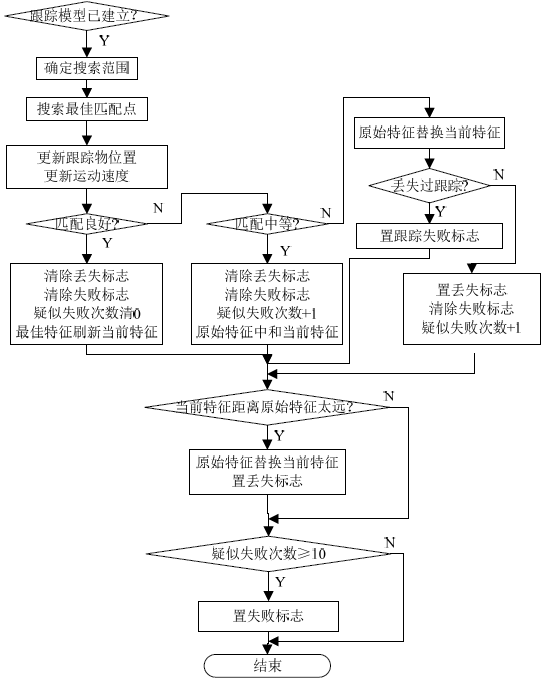 跟踪模型已建立?
Y
确定搜索范围
搜索最佳匹配点
更新跟踪物位置
更新运动速度
匹配良好?
N
Y
清除丢失标志
清除失败标志
疑似失败次数清0
最佳特征刷新当前特征
匹配中等?
N
Y
清除丢失标志
清除失败标志
疑似失败次数+1
原始特征中和当前特征
原始特征替换当前特征
丢失过跟踪?
N
Y
置跟踪失败标志
置丢失标志
清除失败标志
疑似失败次数+1
当前特征距离原始特征太远?
N
Y
原始特征替换当前特征
置丢失标志
疑似失败次数≥10
N
Y
置失败标志
结束